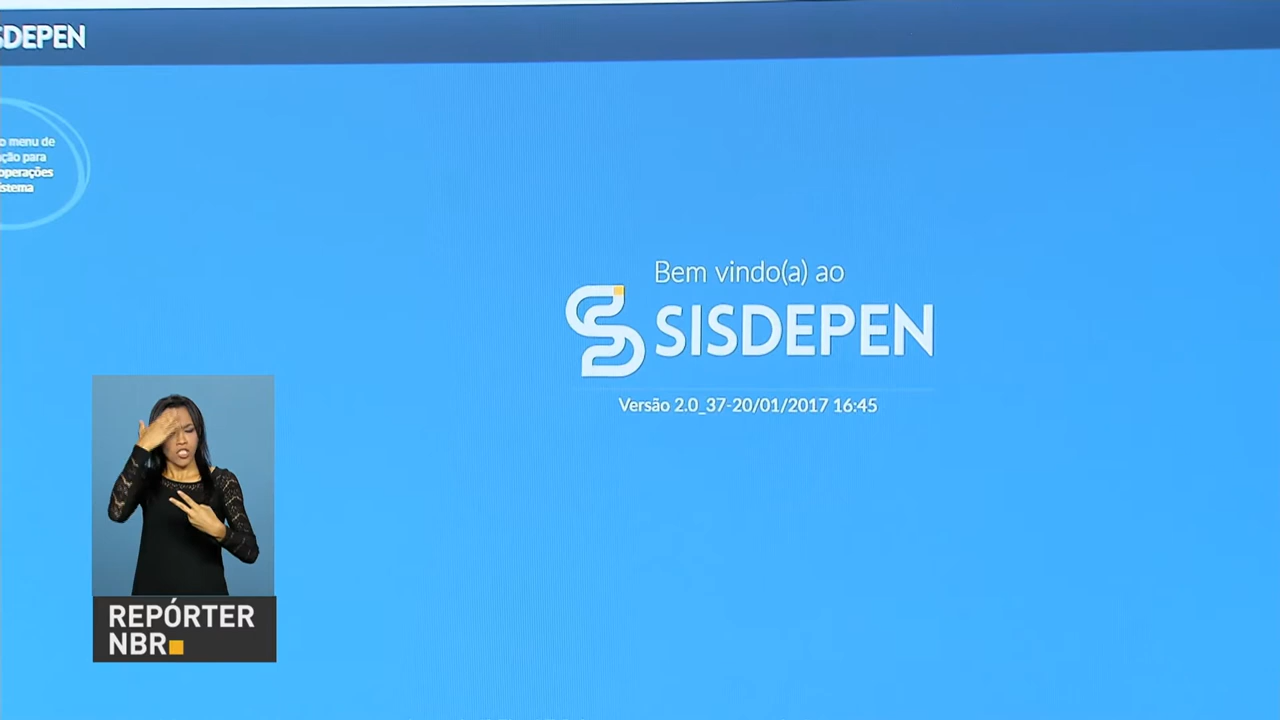 SDEPEN
o menu de
ção para
operações
istema
Bem vindo(a) ao
SISDEPEN
Versão 2.0_37-20/01/2017 16:45
REPÓRTER
NBR